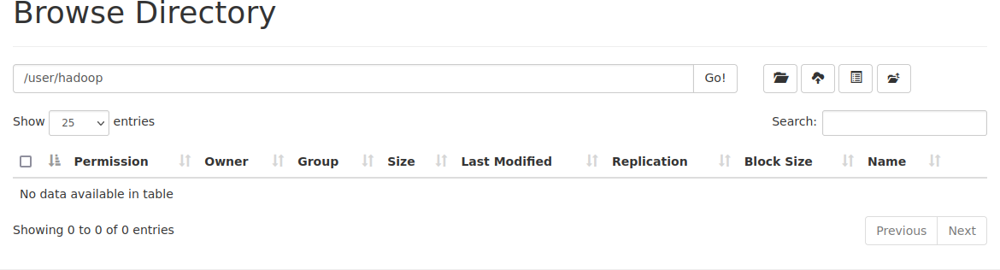 Browse Directory
/user/hadoop Go!
Show 25 entries Search:
Permission Owner Group Size Last Modified Replication Block Size Name
No data available in table
Showing 0 to 0 of 0 entries Previous Next